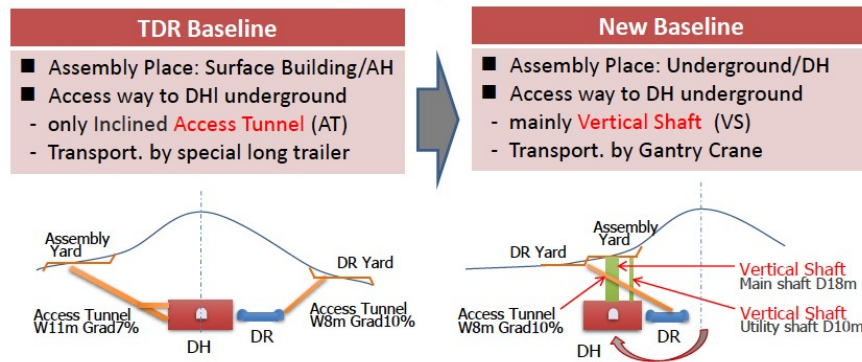 TDR Baseline
■ Assembly Place: Surface Building/AH
■ Access way to DHl underground
- only Inclined Access Tunnel (AT)
- Transport. by special long trailer
New Baseline
■ Assembly Place: Underground/DH
■ Access way to DH underground
- mainly Vertical Shaft (VS)
- Transport. by Gantry Crane
Assembly
Yard
DR Yard
Access Tunnel
W11m Grad7%
DH
DR
Access Tunnel
W8m Grad10%
Assembly
Yard
DR Yard
Vertical Shaft
Main shaft D18m
Access Tunnel
W8m Grad10%
Vertical Shaft
Utility shaft D10m
DH
DR